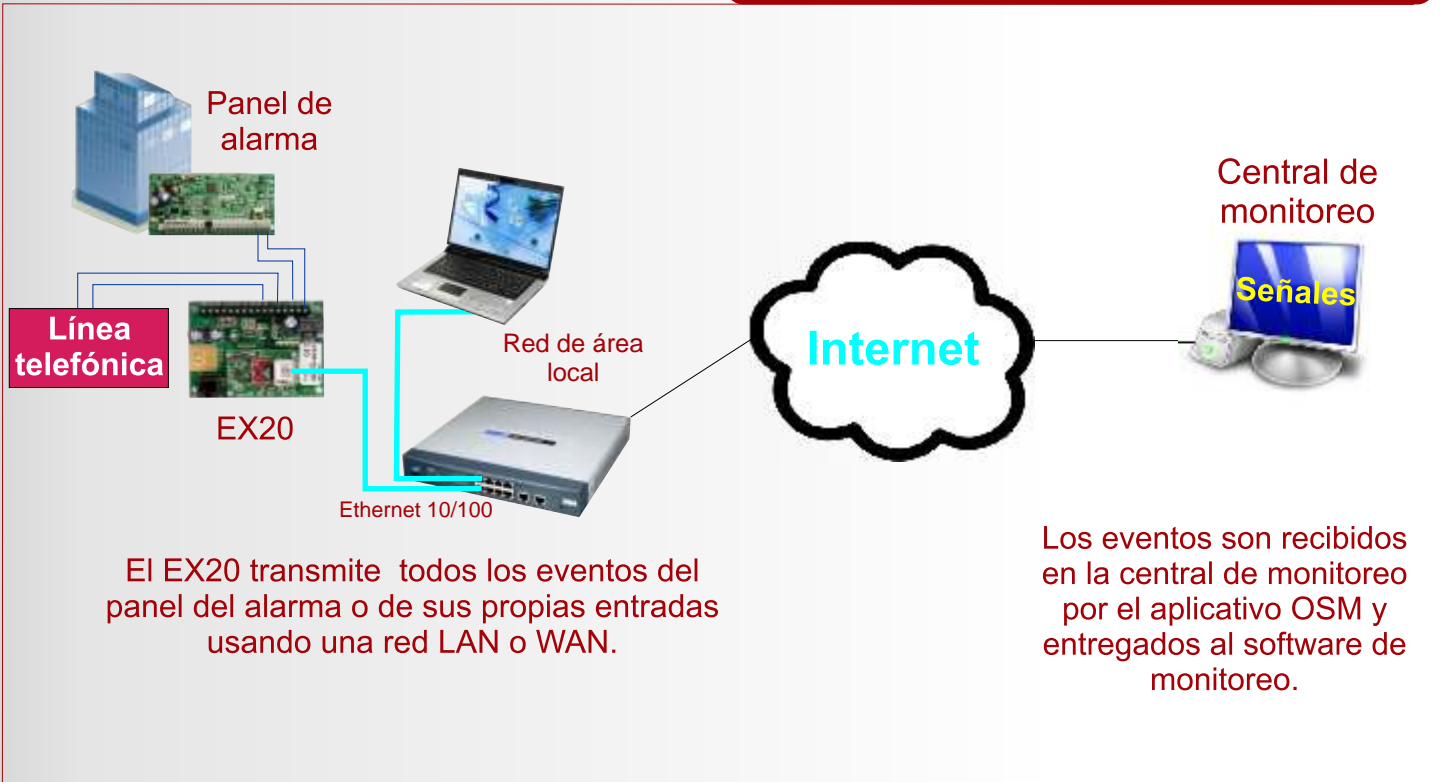 Panel de
alarma
Central de
monitoreo
Señales
Línea
telefónica
Red de área
local
Internet
EX20
Ethernet 10/100
El EX20 transmite todos los eventos del
panel del alarma o de sus propias entradas
usando una red LAN o WAN.
Los eventos son recibidos
en la central de monitoreo
por el aplicativo OSM y
entregados al software de
monitoreo.